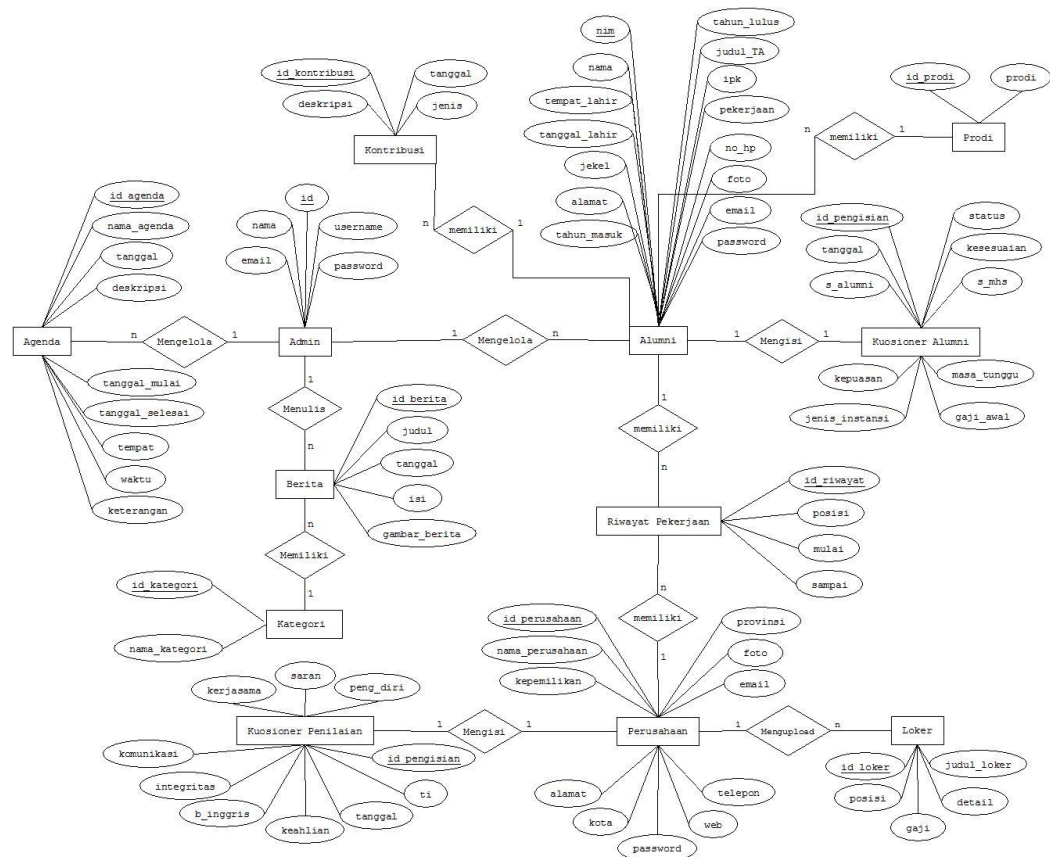 nim
nama
tempat_lahir
tanggal_lahir
jekel
alamat
tahun_masuk
tahun_lulus
judul_TA
ipk
pekerjaan
no_hp
foto
email
password
id_prodi
prodi
n
memiliki
1
Prodi
id_kontribusi
tanggal
deskripsi
jenis
Kontribusi
n
memiliki
1
id_agenda
nama_agenda
tanggal
deskripsi
Agenda
n
Mengelola
1
tanggal_mulai
tanggal_selesai
tempat
waktu
keterangan
id
nama
username
email
password
Admin
1
Mengelola
n
Alumni
1
Mengisi
1
Kuosioner Alumni
id_pengisian
status
tanggal
kesesuaian
s_alumni
s_mhs
kepuasan
masa_tunggu
jenis_instansi
gaji_awal
1
Menulis
n
Berita
id_berita
judul
tanggal
isi
gambar_berita
n
Memiliki
1
Kategori
id_kategori
nama_kategori
1
memiliki
n
Riwayat Pekerjaan
id_riwayat
posisi
mulai
sampai
n
memiliki
1
id_perusahaan
nama_perusahaan
kepemilikan
provinsi
foto
email
Perusahaan
alamat
kota
password
web
telepon
saran
kerjasama
peng_diri
Kuosioner Penilaian
1
Mengisi
1
komunikasi
integritas
b_inggris
keahlian
tanggal
ti
id_pengisian
1
Mengupload
n
Loker
id_loker
judul_loker
posisi
detail
gaji